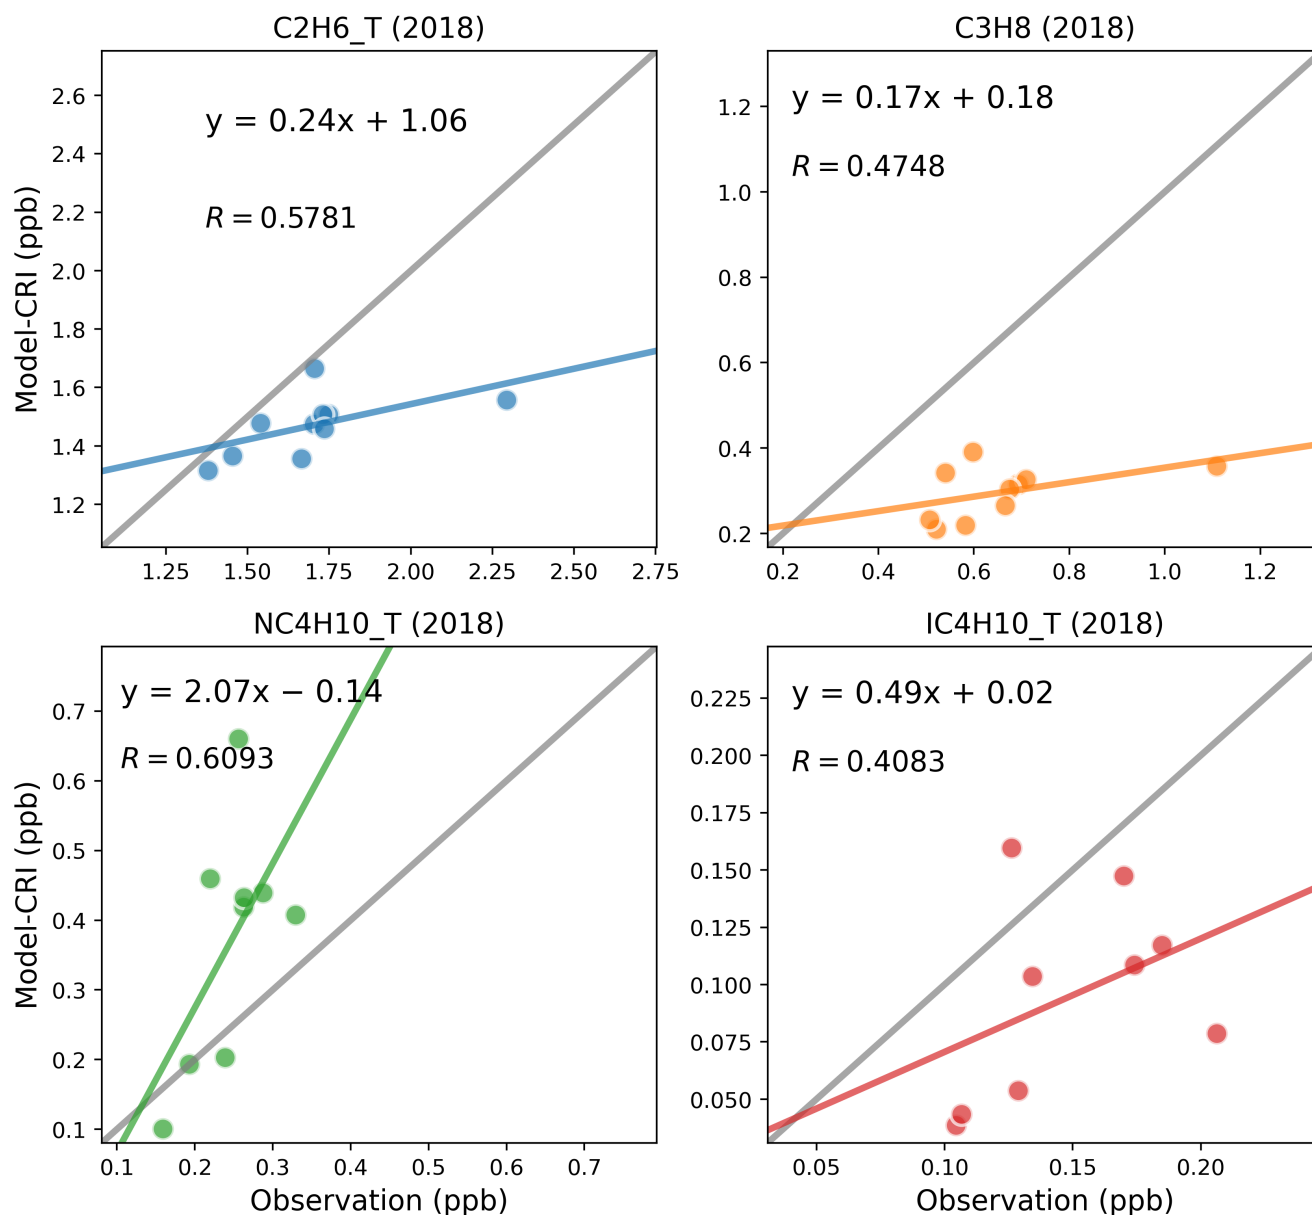 C2H6_T (2018)
y = 0.24x + 1.06
R = 0.5781
Model-CRI (ppb)
2.6
2.4
2.2
2.0
1.8
1.6
1.4
1.2
1.25 1.50 1.75 2.00 2.25 2.50 2.75
C3H8 (2018)
y = 0.17x + 0.18
R = 0.4748
1.2
1.0
0.8
0.6
0.4
0.2
0.2 0.4 0.6 0.8 1.0 1.2
NC4H10_T (2018)
y = 2.07x − 0.14
R = 0.6093
Model-CRI (ppb)
0.7
0.6
0.5
0.4
0.3
0.2
0.1
0.1 0.2 0.3 0.4 0.5 0.6 0.7
Observation (ppb)
IC4H10_T (2018)
y = 0.49x + 0.02
R = 0.4083
0.225
0.200
0.175
0.150
0.125
0.100
0.075
0.050
0.05 0.10 0.15 0.20
Observation (ppb)